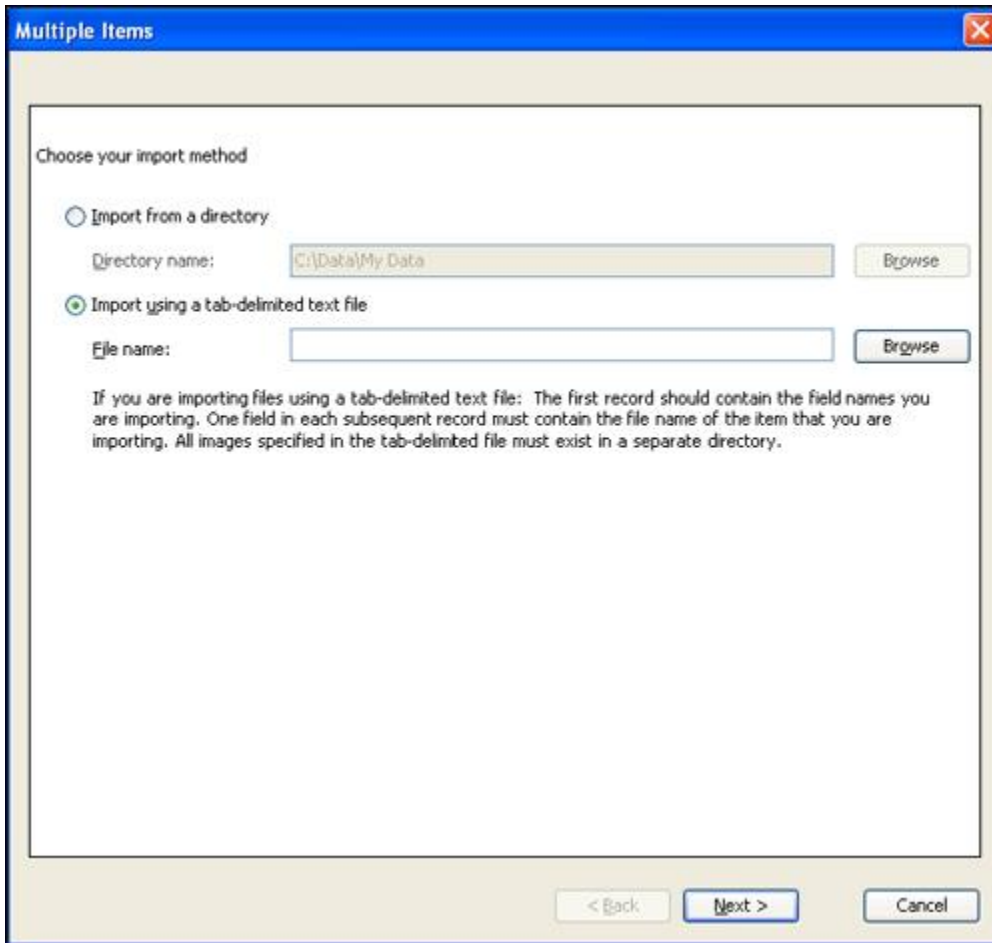 Multiple Items
Choose your import method
Import from a directory
Directory name: C:\Data\My Data Browse
Import using a tab-delimited text file
File name: Browse
If you are importing files using a tab-delimited text file: The first record should contain the field names you
are importing. One field in each subsequent record must contain the file name of the item that you are
importing. All images specified in the tab-delimited file must exist in a separate directory.
< Back Next > Cancel